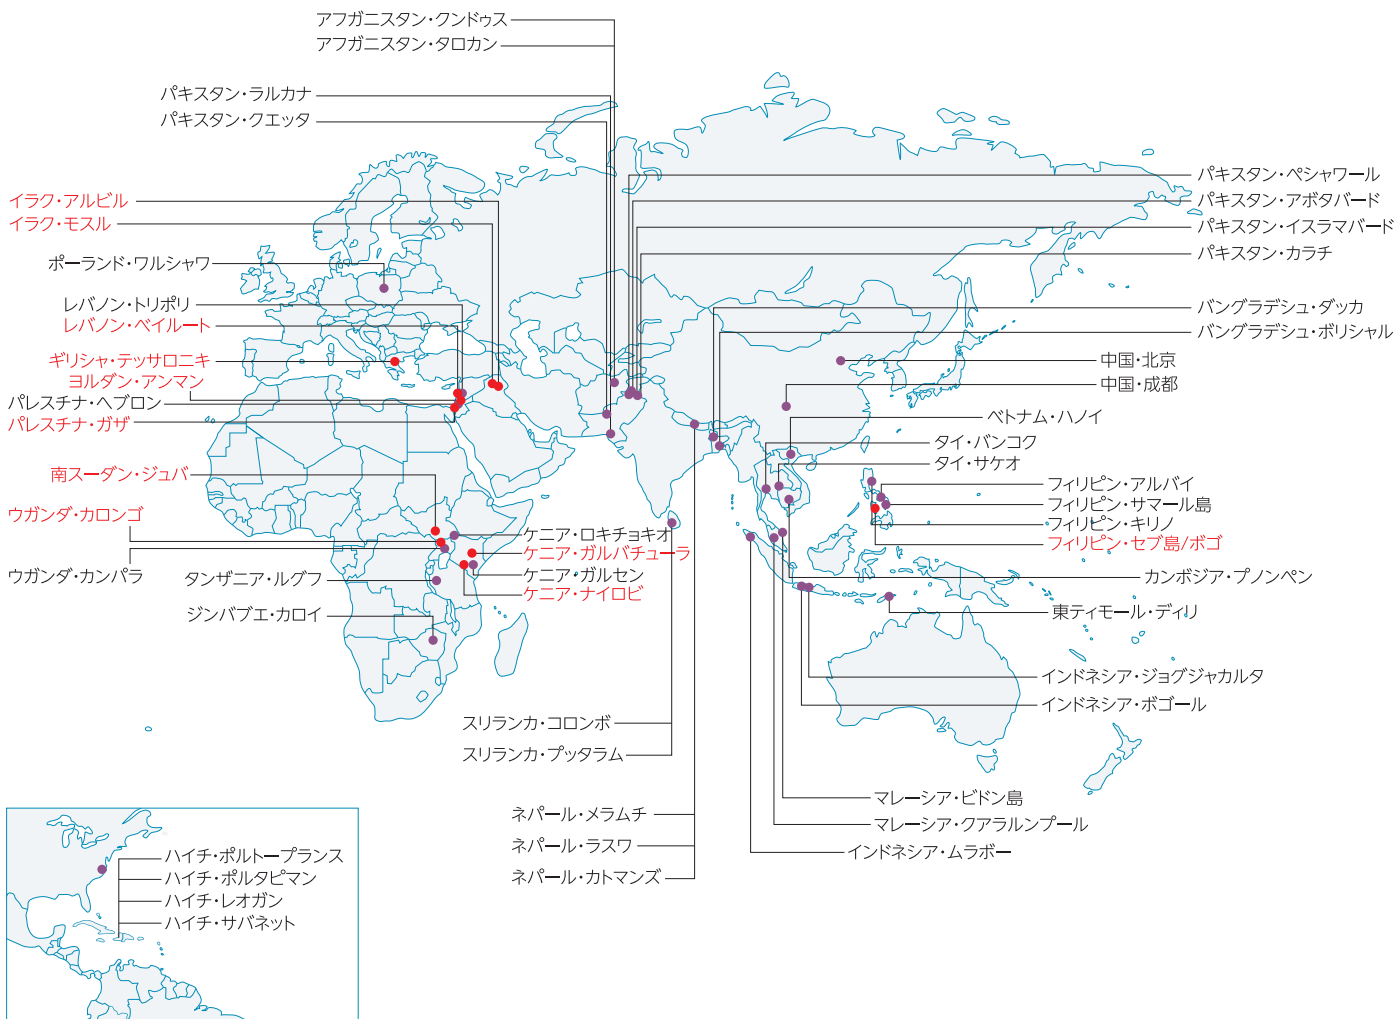 アフガニスタン・クンドゥス
アフガニスタン・タロカン
パキスタン・ラルカナ
パキスタン・クエッタ
パキスタン・ペシャワール
パキスタン・アボタバード
パキスタン・イスラマバード
パキスタン・カラチ
イラク・アルビル
イラク・モスル
ポーランド・ワルシャワ
レバノン・トリポリ
レバノン・ベイルート
ギリシャ・テッサロニキ
ヨルダン・アンマン
パレスチナ・ヘブロン
パレスチナ・ガザ
バングラデシュ・ダッカ
バングラデシュ・ボリシャル
中国・北京
中国・成都
ベトナム・ハノイ
タイ・バンコク
タイ・サケオ
南スーダン・ジュバ
ウガンダ・カロンゴ
ウガンダ・カンパラ
ケニア・ロキチョキオ
ケニア・ガルバチューラ
ケニア・ガルセン
ケニア・ナイロビ
タンザニア・ルグフ
ジンバブエ・カロイ
フィリピン・アルバイ
フィリピン・サマール島
フィリピン・キリノ
フィリピン・セブ島/ボゴ
カンボジア・プノンペン
東ティモール・ディリ
インドネシア・ジョグジャカルタ
インドネシア・ボゴール
スリランカ・コロンボ
スリランカ・プッタラム
マレーシア・ビドン島
マレーシア・クアラルンプール
インドネシア・ムラボー
ネパール・メラムチ
ネパール・ラスワ
ネパール・カトマンズ
ハイチ・ポルトープランス
ハイチ・ポルタピマン
ハイチ・レオガン
ハイチ・サバネット